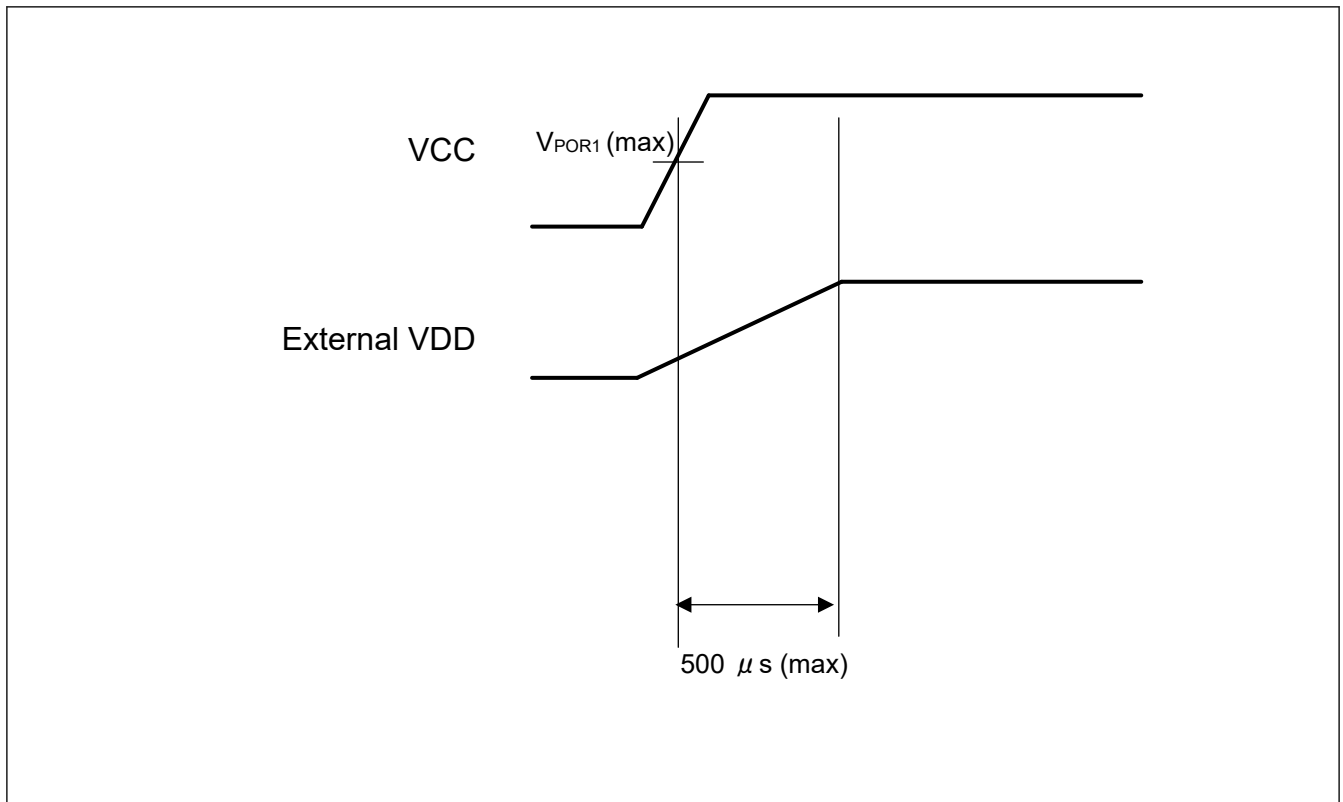 VCC
VPOR1 (max)
External VDD
500 μs (max)